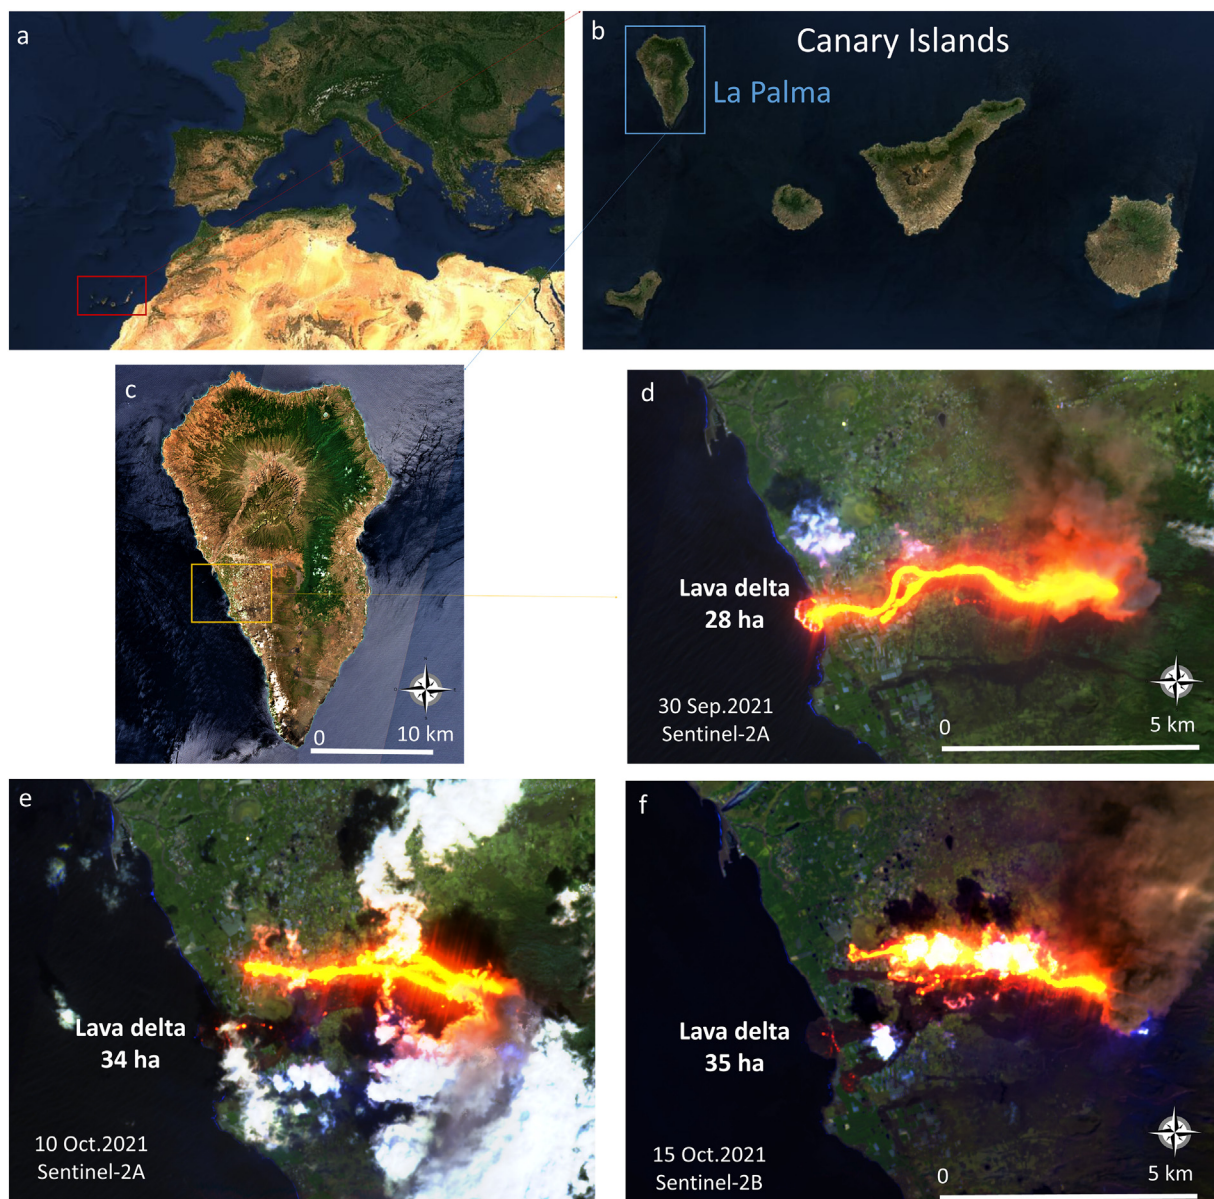 a
b
Canary Islands
La Palma
c
0
10 km
d
Lava delta
28 ha
30 Sep.2021
Sentinel-2A
0
5 km
e
Lava delta
34 ha
10 Oct.2021
Sentinel-2A
f
Lava delta
35 ha
15 Oct.2021
Sentinel-2B
0
5 km